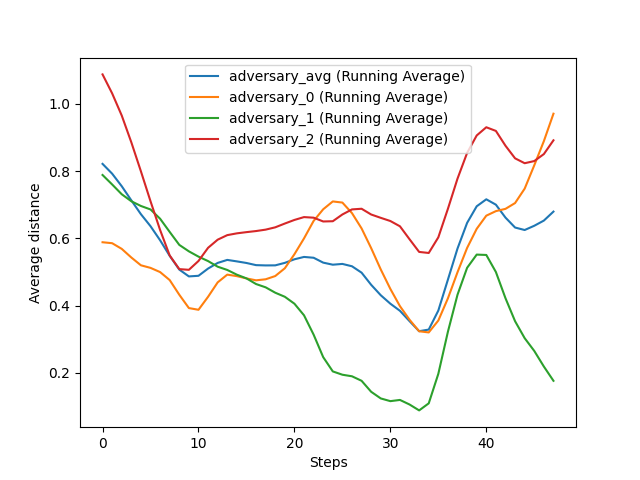 adversary_avg (Running Average)
adversary_0 (Running Average)
adversary_1 (Running Average)
adversary_2 (Running Average)
1.0
0.8
0.6
0.4
0.2
Average distance
0 10 20 30 40
Steps